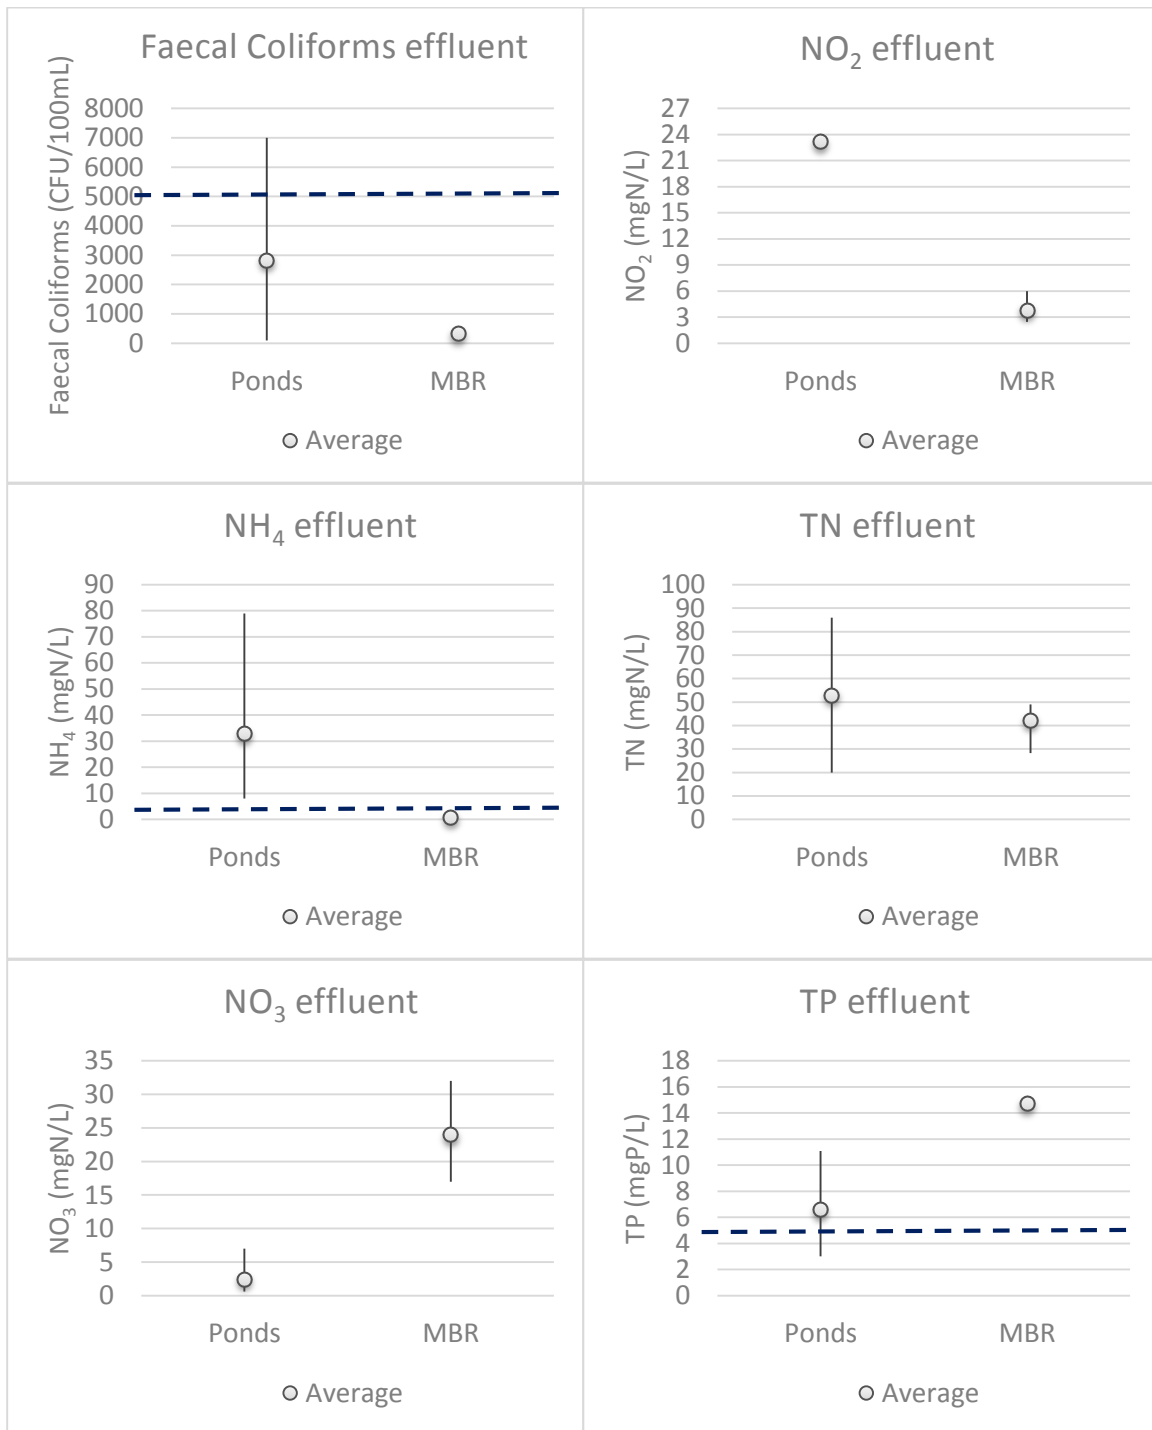 Faecal Coliforms effluent
Faecal Coliforms (CFU/100mL)
8000
7000
6000
5000
4000
3000
2000
1000
0
Ponds MBR
Average
NO₂ effluent
NO₂ (mgN/L)
27
24
21
18
15
12
9
6
3
0
Ponds MBR
Average
NH₄ effluent
NH₄ (mgN/L)
90
80
70
60
50
40
30
20
10
0
Ponds MBR
Average
TN effluent
TN (mgN/L)
100
90
80
70
60
50
40
30
20
10
0
Ponds MBR
Average
NO₃ effluent
NO₃ (mgN/L)
35
30
25
20
15
10
5
0
Ponds MBR
Average
TP effluent
TP (mgP/L)
18
16
14
12
10
8
6
4
2
0
Ponds MBR
Average